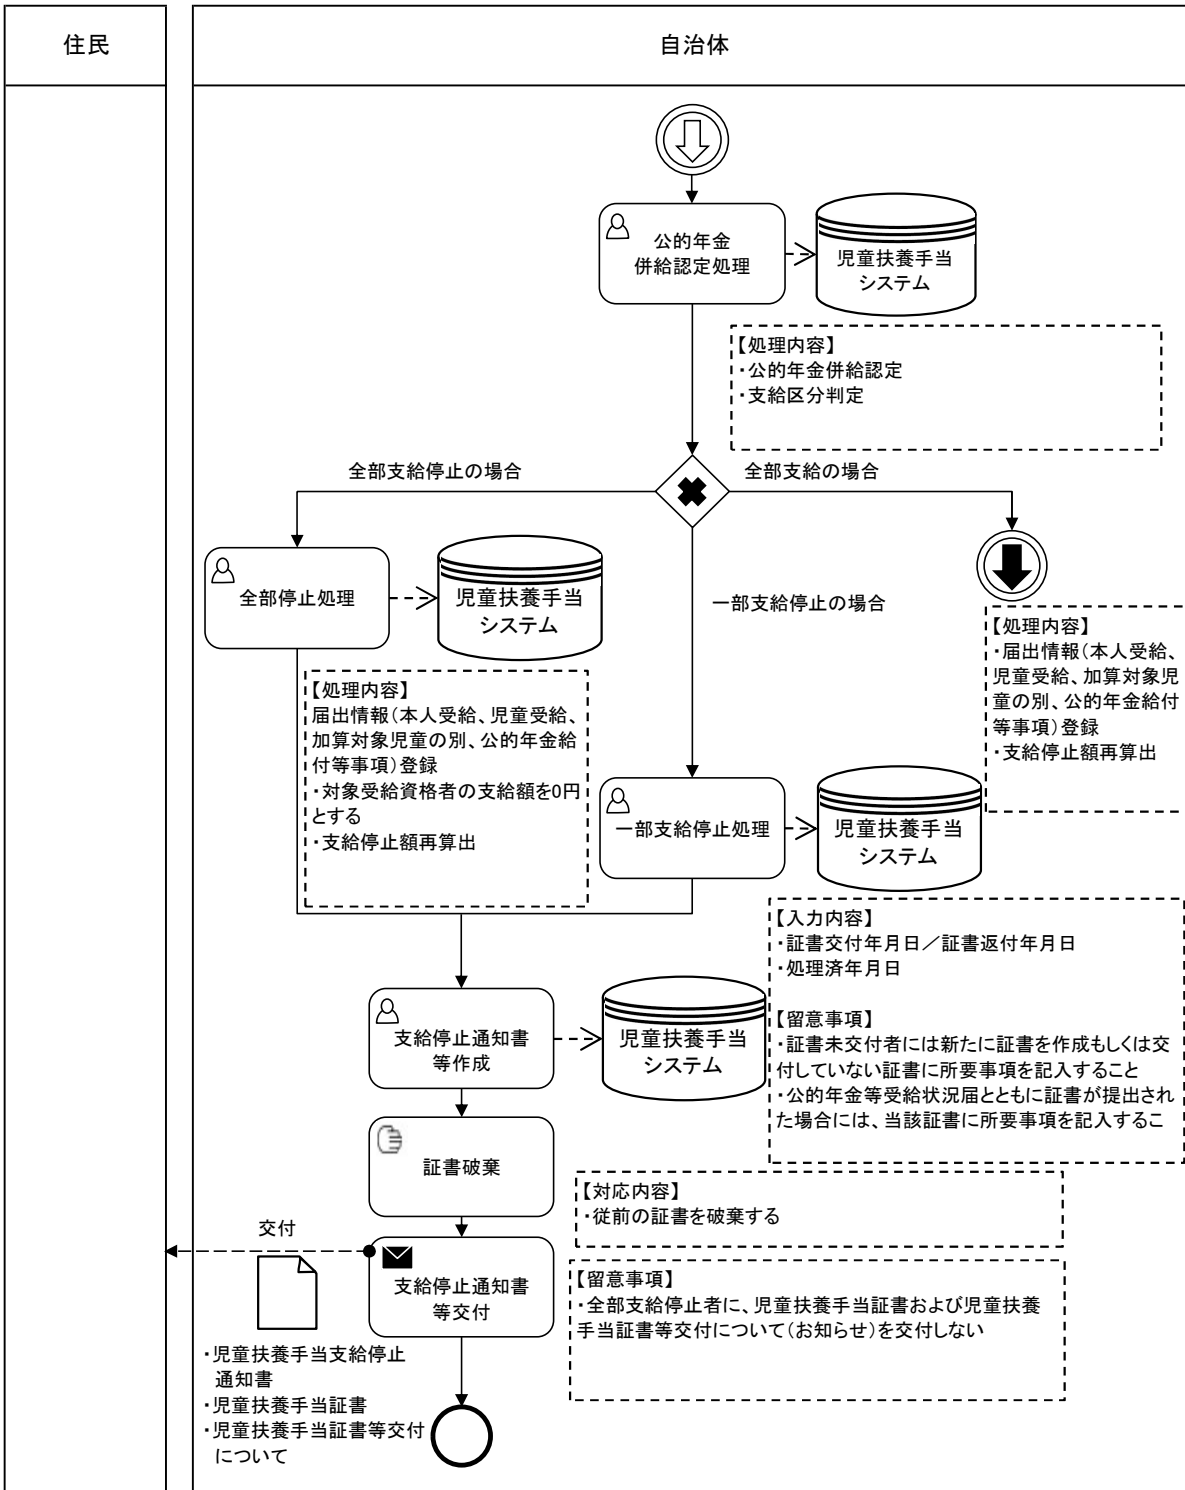 住民
自治体
公的年金
併給認定処理
児童扶養手当
システム
【処理内容】
・公的年金併給認定
・支給区分判定
全部支給停止の場合
全部支給の場合
全部停止処理
児童扶養手当
システム
一部支給停止の場合
【処理内容】
・届出情報（本人受給、
児童受給、加算対象児
童の別、公的年金給付
等事項）登録
・支給停止額再算出
【処理内容】
届出情報（本人受給、児童受給、
加算対象児童の別、公的年金給
付等事項）登録
・対象受給資格者の支給額を0円
とする
・支給停止額再算出
一部支給停止処理
児童扶養手当
システム
【入力内容】
・証書交付年月日／証書返付年月日
・処理済年月日
【留意事項】
・証書未交付者には新たに証書を作成もしくは交
付していない証書に所要事項を記入すること
・公的年金等受給状況届とともに証書が提出され
た場合には、当該証書に所要事項を記入するこ
支給停止通知書
等作成
児童扶養手当
システム
証書破棄
【対応内容】
・従前の証書を破棄する
交付
支給停止通知書
等交付
【留意事項】
・全部支給停止者に、児童扶養手当証書および児童扶養
手当証書等交付について（お知らせ）を交付しない
・児童扶養手当支給停止
通知書
・児童扶養手当証書
・児童扶養手当証書等交付
について